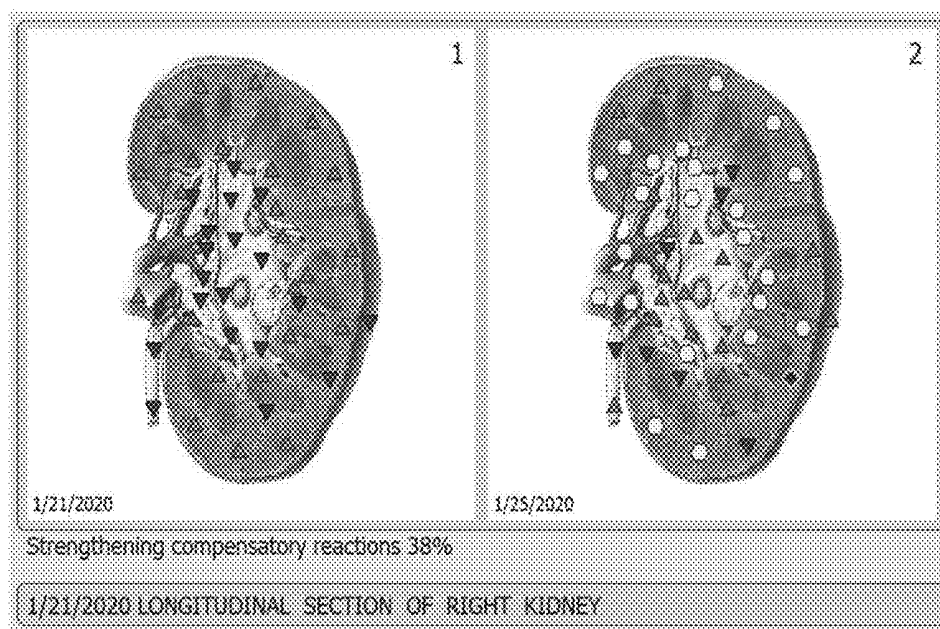 1
2
1/21/2020
1/25/2020
Strengthening compensatory reactions 38%
1/21/2020 LONGITUDINAL SECTION OF RIGHT KIDNEY